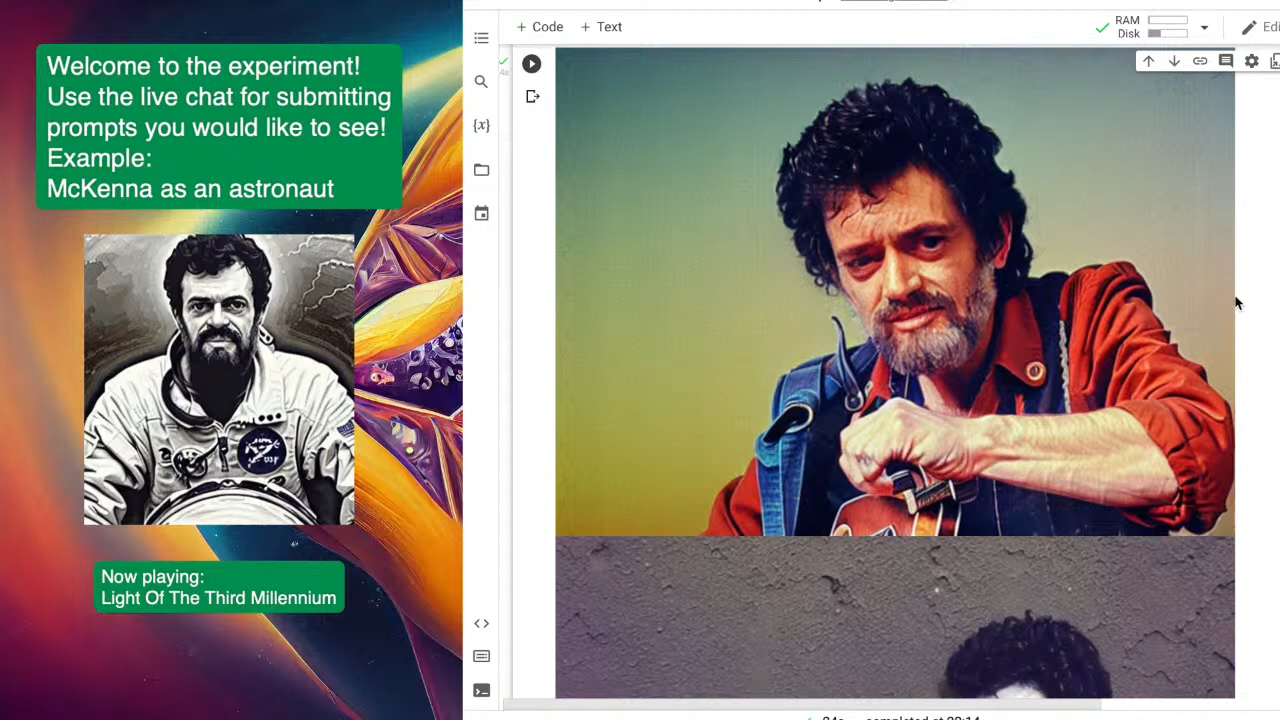 Welcome to the experiment!
Use the live chat for submitting
prompts you would like to see!
Example:
McKenna as an astronaut
Now playing:
Light Of The Third Millennium
+ Code + Text
RAM
Disk
{x}